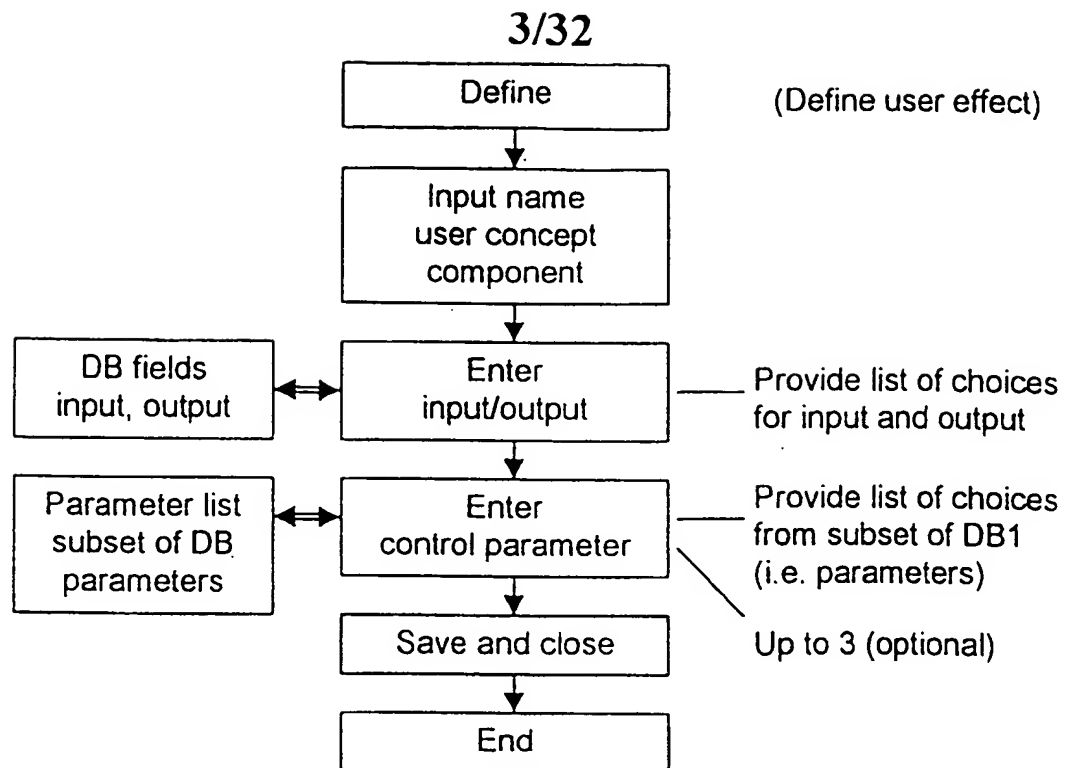 3/32
Define
(Define user effect)
Input name
user concept
component
DB fields
input, output
Enter
input/output
Provide list of choices
for input and output
Parameter list
subset of DB
parameters
Enter
control parameter
Provide list of choices
from subset of DB1
(i.e. parameters)
Up to 3 (optional)
Save and close
End